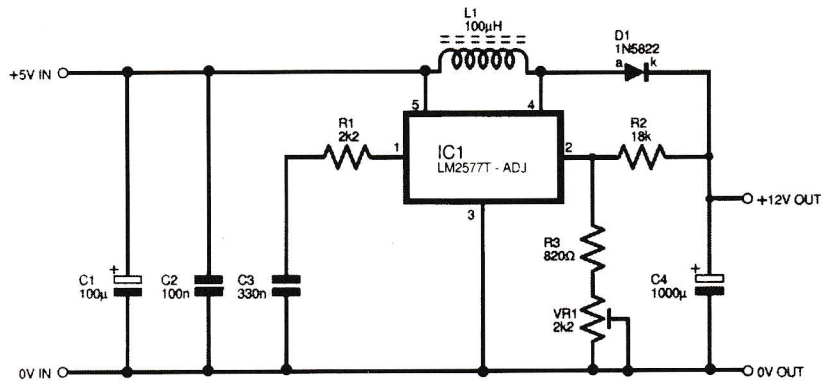 L1
100µH
D1
1N5822
a k
+5V IN
5
4
R1
2k2
1
IC1
LM2577T - ADJ
2
R2
18k
3
+12V OUT
R3
820Ω
+
C1
100µ
C2
100n
C3
330n
VR1
2k2
+
C4
1000µ
0V IN
0V OUT